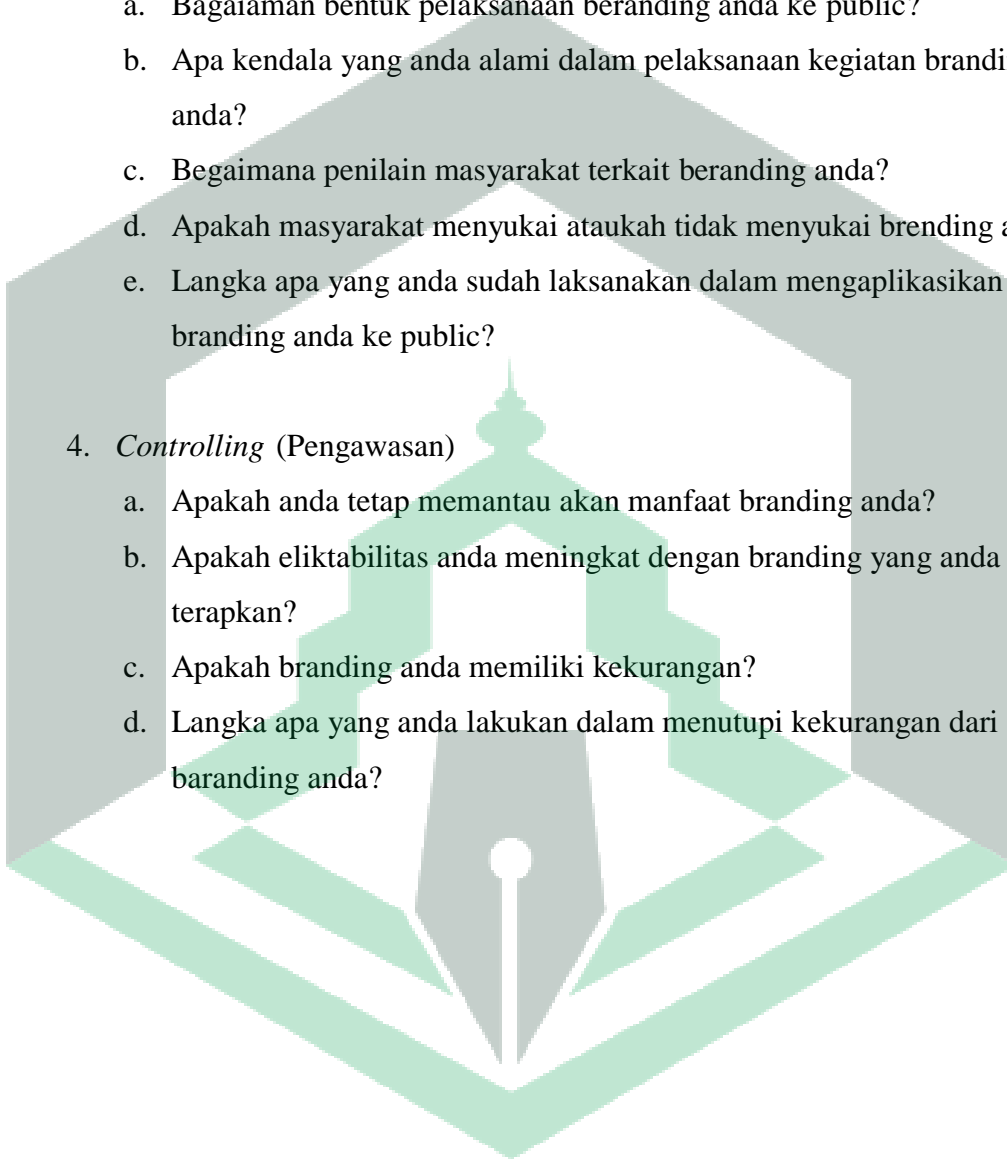 a. Bagaiaman bentuk pelaksanaan beranding anda ke public?
b. Apa kendala yang anda alami dalam pelaksanaan kegiatan brandi
anda?
c. Begaimana penilain masyarakat terkait beranding anda?
d. Apakah masyarakat menyukai ataukah tidak menyukai brending a
e. Langka apa yang anda sudah laksanakan dalam mengaplikasikan
branding anda ke public?
4. Controlling (Pengawasan)
a. Apakah anda tetap memantau akan manfaat branding anda?
b. Apakah eliktabilitas anda meningkat dengan branding yang anda
terapkan?
c. Apakah branding anda memiliki kekurangan?
d. Langka apa yang anda lakukan dalam menutupi kekurangan dari
baranding anda?